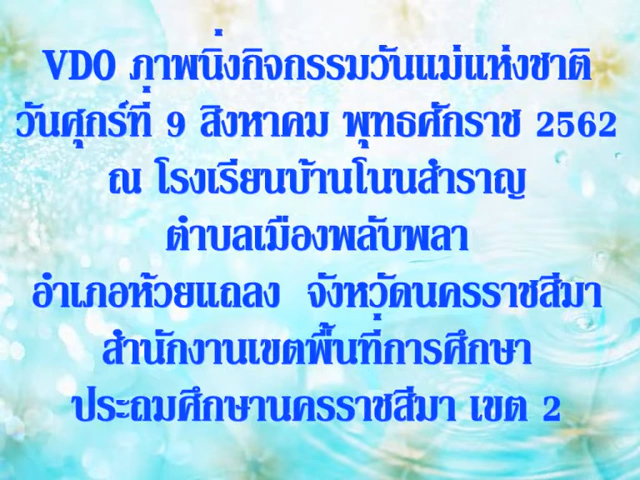 VDO ภาพนิ่งกิจกรรมวันแม่แห่งชาติ
วันศุกร์ที่ 9 สิงหาคม พุทธศักราช 2562
ณ โรงเรียนบ้านโนนสำราญ
ตำบลเมืองพลับพลา
อำเภอห้วยแถลง จังหวัดนครราชสีมา
สำนักงานเขตพื้นที่การศึกษา
ประถมศึกษานครราชสีมา เขต 2